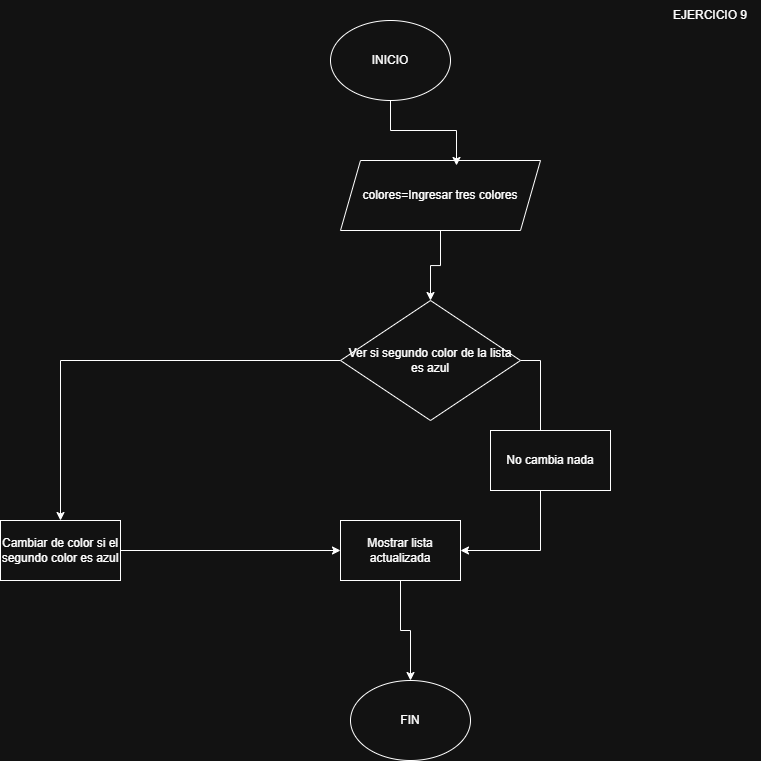 EJERCICIO 9
INICIO
colores=Ingresar tres colores
Ver si segundo color de la lista
es azul
No cambia nada
Cambiar de color si el
segundo color es azul
Mostrar lista
actualizada
FIN